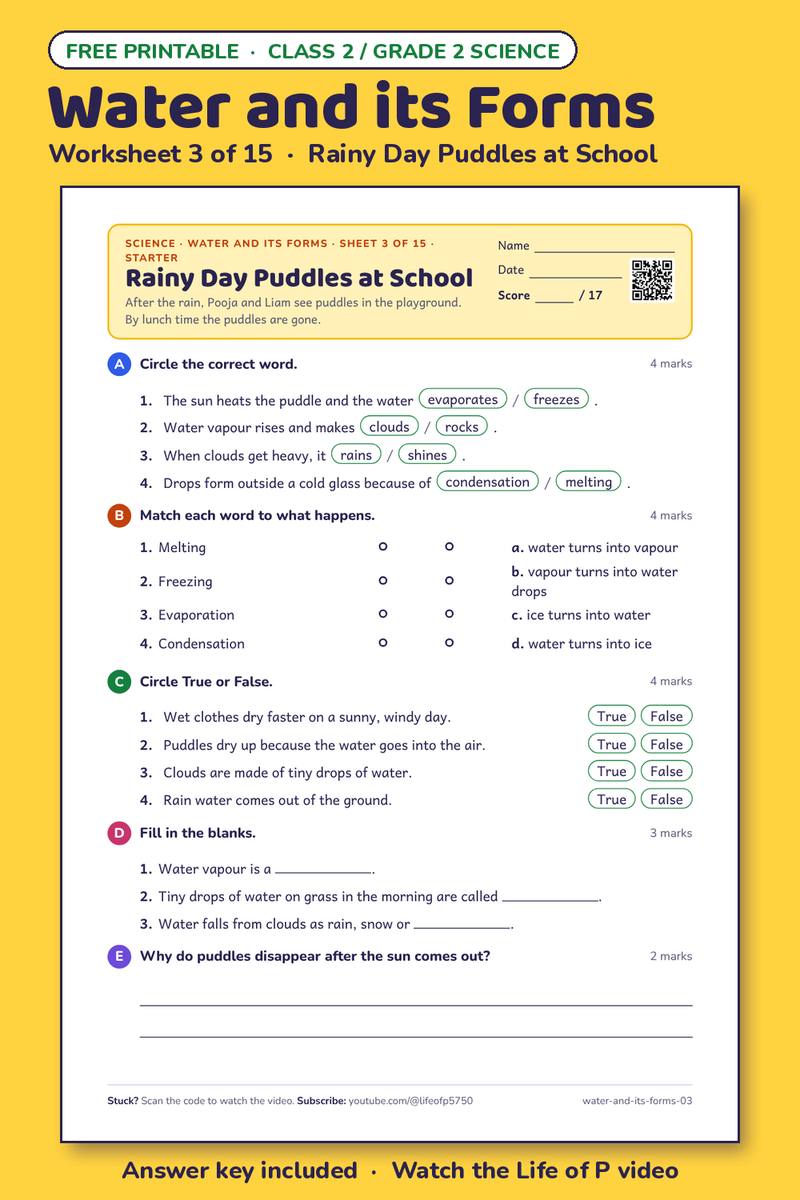 FREE PRINTABLE · CLASS 2 / GRADE 2 SCIENCE
Water and its Forms
Worksheet 3 of 15 · Rainy Day Puddles at School
SCIENCE · WATER AND ITS FORMS · SHEET 3 OF 15 ·
STARTER
Rainy Day Puddles at School
After the rain, Pooja and Liam see puddles in the playground.
By lunch time the puddles are gone.
Name
Date
Score / 17
A Circle the correct word. 4 marks
1. The sun heats the puddle and the water evaporates / freezes .
2. Water vapour rises and makes clouds / rocks .
3. When clouds get heavy, it rains / shines .
4. Drops form outside a cold glass because of condensation / melting .
B Match each word to what happens. 4 marks
1. Melting a. water turns into vapour
2. Freezing b. vapour turns into water
drops
3. Evaporation c. ice turns into water
4. Condensation d. water turns into ice
C Circle True or False. 4 marks
1. Wet clothes dry faster on a sunny, windy day. True False
2. Puddles dry up because the water goes into the air. True False
3. Clouds are made of tiny drops of water. True False
4. Rain water comes out of the ground. True False
D Fill in the blanks. 3 marks
1. Water vapour is a ____________.
2. Tiny drops of water on grass in the morning are called ____________.
3. Water falls from clouds as rain, snow or ____________.
E Why do puddles disappear after the sun comes out? 2 marks
Stuck? Scan the code to watch the video. Subscribe: youtube.com/@lifeofp5750 water-and-its-forms-03
Answer key included · Watch the Life of P video